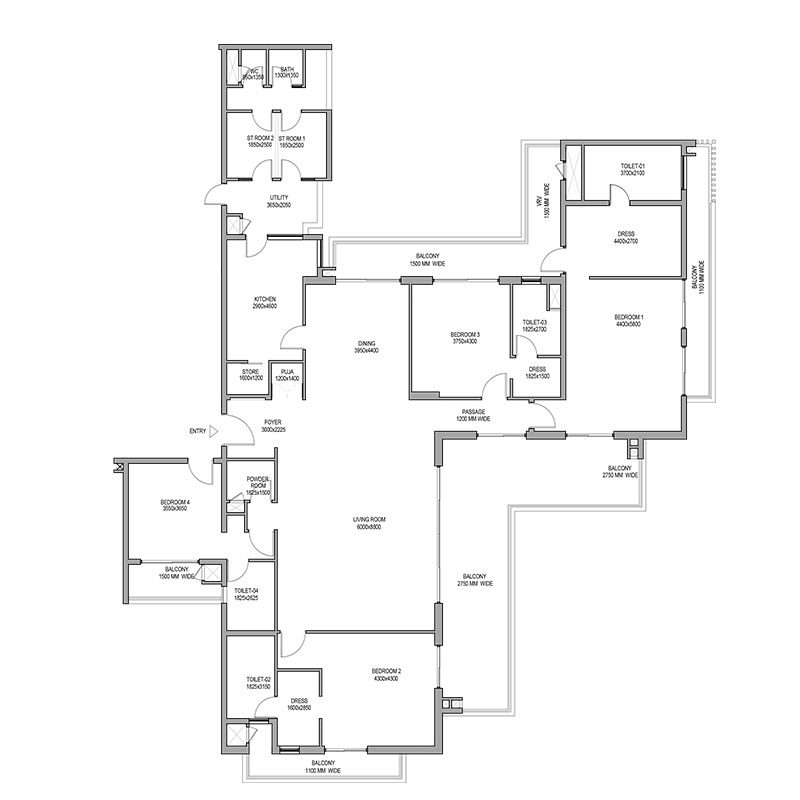 WC
950x1350
BATH
1300x1350
ST ROOM 2
1850x2500
ST ROOM 1
1850x2500
UTILITY
3650x2050
TOILET-01
3700x2100
VRV
1500 MM WIDE
DRESS
4400x2700
BALCONY
1500 MM WIDE
BALCONY
1100 MM WIDE
KITCHEN
2900x4600
BEDROOM 1
4400x5800
TOILET-03
1825x2700
BEDROOM 3
3750x4300
DINING
3950x4400
STORE
1600x1200
PUJA
1200x1400
DRESS
1825x1500
PASSAGE
1200 MM WIDE
FOYER
3000x2225
ENTRY
BALCONY
2750 MM WIDE
POWDER
ROOM
1825x1500
BEDROOM 4
3550x3650
LIVING ROOM
6000x8800
BALCONY
1500 MM WIDE
BALCONY
2750 MM WIDE
TOILET-04
1825x2625
BEDROOM 2
4300x4300
TOILET-02
1825x3150
DRESS
1600x2850
BALCONY
1100 MM WIDE